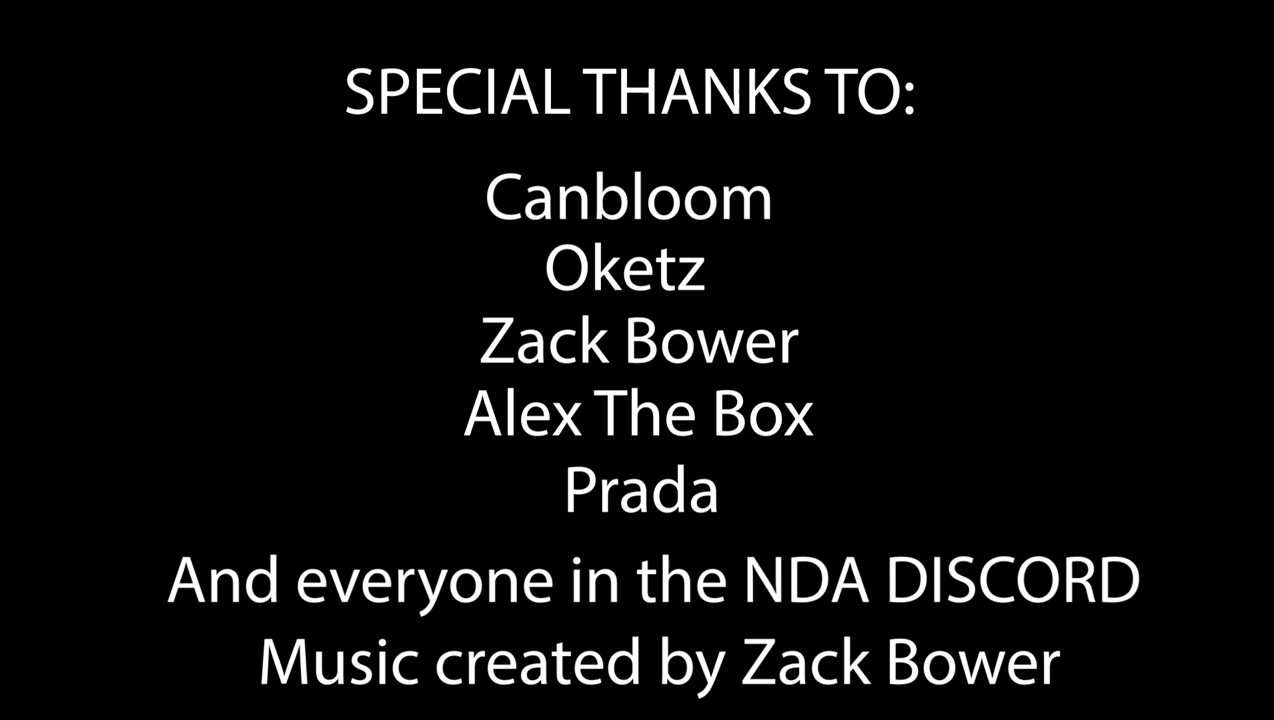 SPECIAL THANKS TO:
Canbloom
Oketz
Zack Bower
Alex The Box
Prada
And everyone in the NDA DISCORD
Music created by Zack Bower